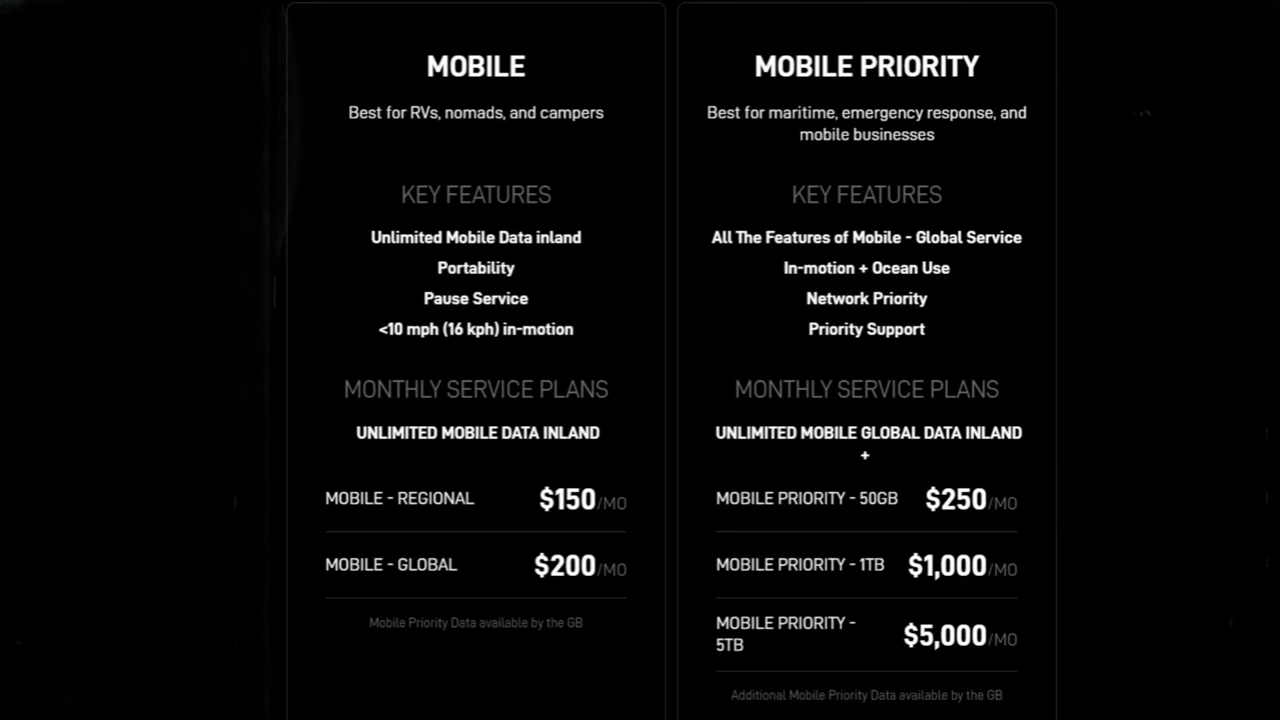 MOBILE
Best for RVs, nomads, and campers
KEY FEATURES
Unlimited Mobile Data inland
Portability
Pause Service
<10 mph (16 kph) in-motion
MONTHLY SERVICE PLANS
UNLIMITED MOBILE DATA INLAND
MOBILE - REGIONAL $150/MO
MOBILE - GLOBAL $200/MO
Mobile Priority Data available by the GB
MOBILE PRIORITY
Best for maritime, emergency response, and
mobile businesses
KEY FEATURES
All The Features of Mobile - Global Service
In-motion + Ocean Use
Network Priority
Priority Support
MONTHLY SERVICE PLANS
UNLIMITED MOBILE GLOBAL DATA INLAND
+
MOBILE PRIORITY - 50GB $250/MO
MOBILE PRIORITY - 1TB $1,000/MO
MOBILE PRIORITY -
5TB $5,000/MO
Additional Mobile Priority Data available by the GB